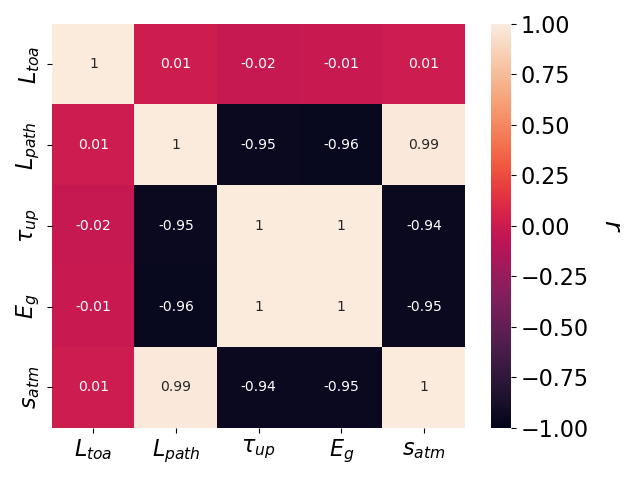 L_toa 1 0.01 -0.02 -0.01 0.01
L_path 0.01 1 -0.95 -0.96 0.99
τ_up -0.02 -0.95 1 1 -0.94
E_g -0.01 -0.96 1 1 -0.95
s_atm 0.01 0.99 -0.94 -0.95 1
L_toa L_path τ_up E_g s_atm
1.00
0.75
0.50
0.25
0.00
−0.25
−0.50
−0.75
−1.00
r